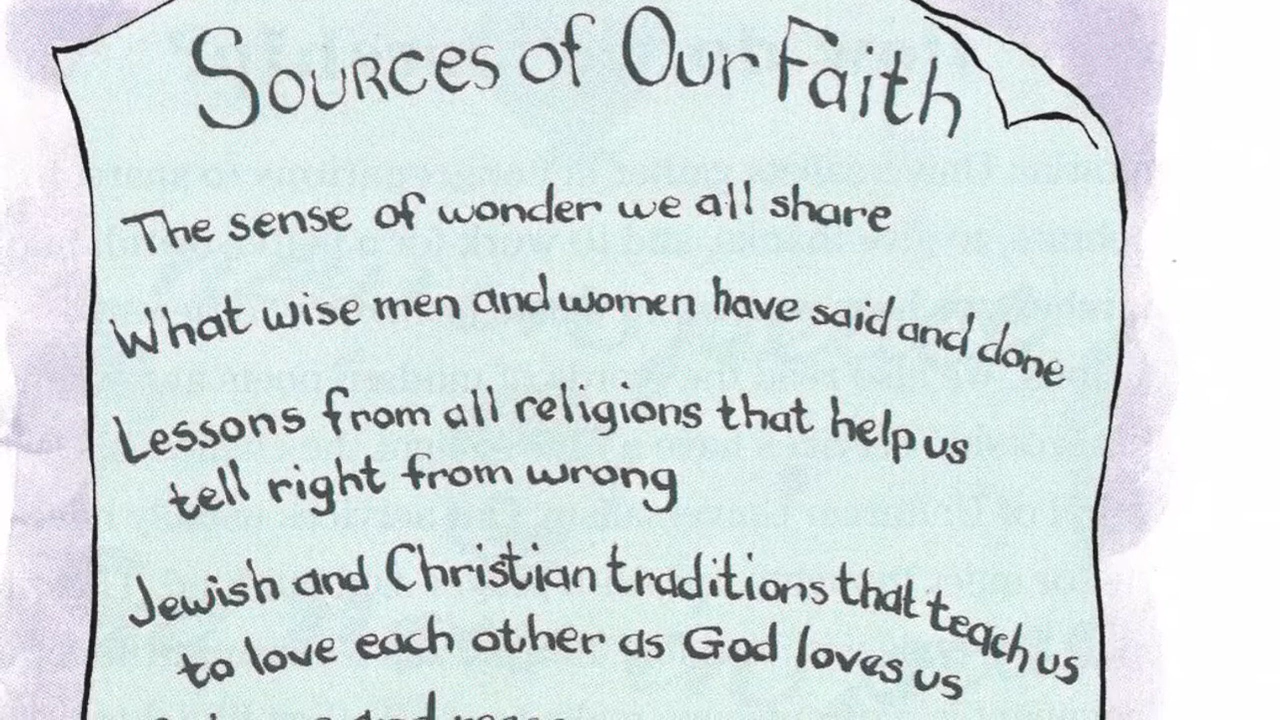 Sources of Our Faith
The sense of wonder we all share
What wise men and women have said and done
Lessons from all religions that help us
tell right from wrong
Jewish and Christian traditions that teach us
to love each other as God loves us
and